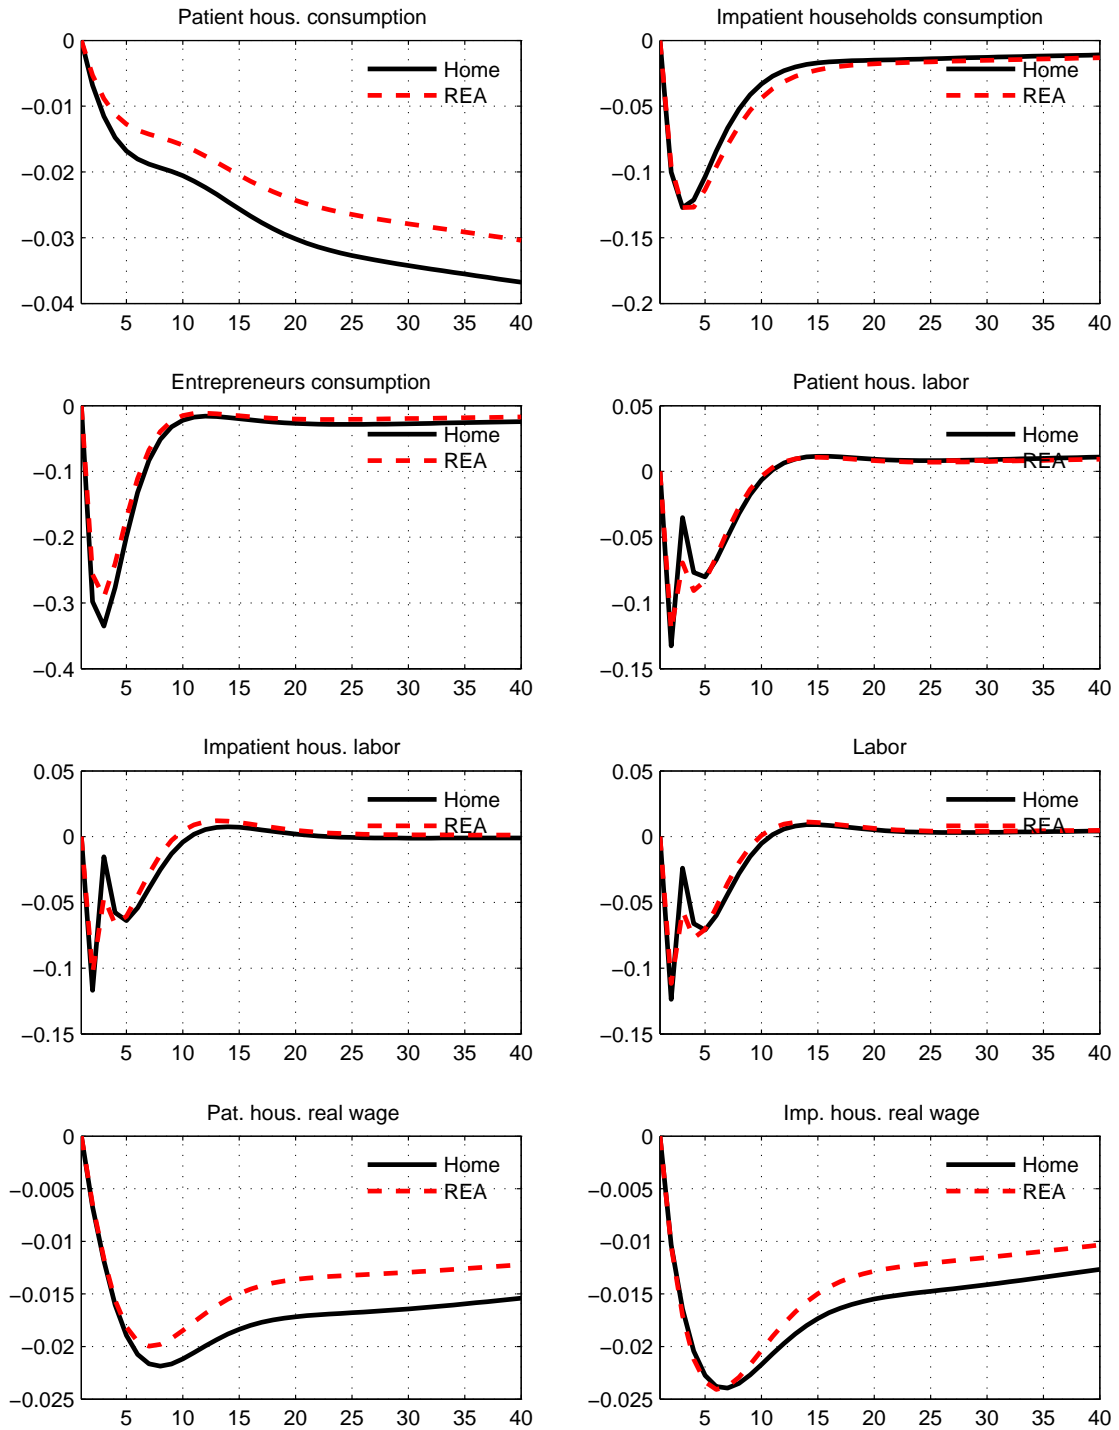 Patient hous. consumption
0
−0.01
−0.02
−0.03
−0.04
5 10 15 20 25 30 35 40
Home
REA
Impatient households consumption
0
−0.05
−0.1
−0.15
−0.2
5 10 15 20 25 30 35 40
Home
REA
Entrepreneurs consumption
0
−0.1
−0.2
−0.3
−0.4
5 10 15 20 25 30 35 40
Home
REA
Patient hous. labor
0.05
0
−0.05
−0.1
−0.15
5 10 15 20 25 30 35 40
Home
REA
Impatient hous. labor
0.05
0
−0.05
−0.1
−0.15
5 10 15 20 25 30 35 40
Home
REA
Labor
0.05
0
−0.05
−0.1
−0.15
5 10 15 20 25 30 35 40
Home
REA
Pat. hous. real wage
0
−0.005
−0.01
−0.015
−0.02
−0.025
5 10 15 20 25 30 35 40
Home
REA
Imp. hous. real wage
0
−0.005
−0.01
−0.015
−0.02
−0.025
5 10 15 20 25 30 35 40
Home
REA